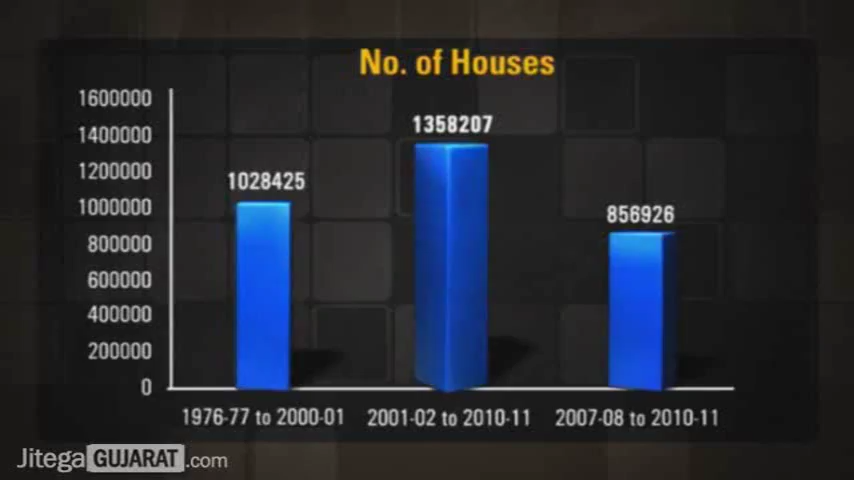 No. of Houses
1600000
1400000
1200000
1000000
800000
600000
400000
200000
0
1028425
1358207
856926
1976-77 to 2000-01
2001-02 to 2010-11
2007-08 to 2010-11
JitegaGUJARAT.com